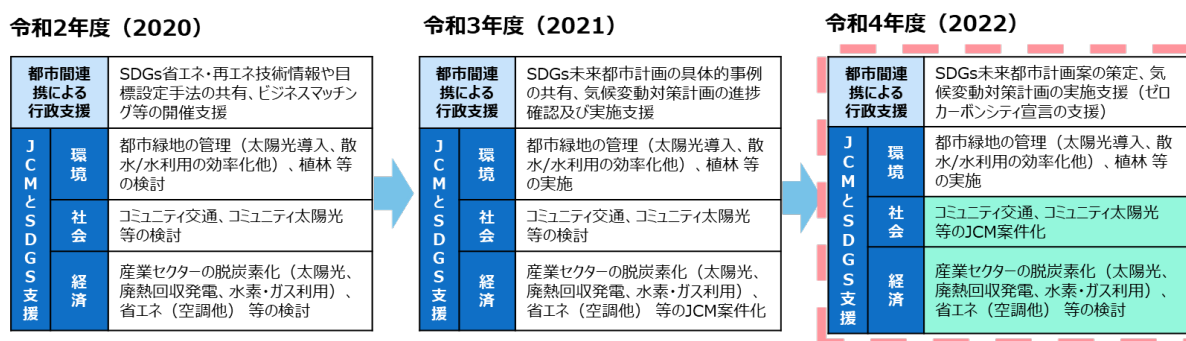 令和2年度（2020）
都市間連
携による
行政支援
SDGs省エネ・再エネ技術情報や目
標設定手法の共有、ビジネスマッチン
グ等の開催支援
JCMとSDGS支援
環境
都市緑地の管理（太陽光導入、散
水/水利用の効率化他）、植林 等
の検討
社会
コミュニティ交通、コミュニティ太陽光
等の検討
経済
産業セクターの脱炭素化（太陽光、
廃熱回収発電、水素・ガス利用）、
省エネ（空調他） 等の検討
令和3年度（2021）
都市間連
携による
行政支援
SDGs未来都市計画の具体的事例
の共有、気候変動対策計画の進捗
確認及び実施支援
JCMとSDGS支援
環境
都市緑地の管理（太陽光導入、散
水/水利用の効率化他）、植林 等
の実施
社会
コミュニティ交通、コミュニティ太陽光
等の検討
経済
産業セクターの脱炭素化（太陽光、
廃熱回収発電、水素・ガス利用）、
省エネ（空調他） 等のJCM案件化
令和4年度（2022）
都市間連
携による
行政支援
SDGs未来都市計画案の策定、気
候変動対策計画の実施支援（ゼロ
カーボンシティ宣言の支援）
JCMとSDGS支援
環境
都市緑地の管理（太陽光導入、散
水/水利用の効率化他）、植林 等
の実施
社会
コミュニティ交通、コミュニティ太陽光
等のJCM案件化
経済
産業セクターの脱炭素化（太陽光、
廃熱回収発電、水素・ガス利用）、
省エネ（空調他） 等の検討